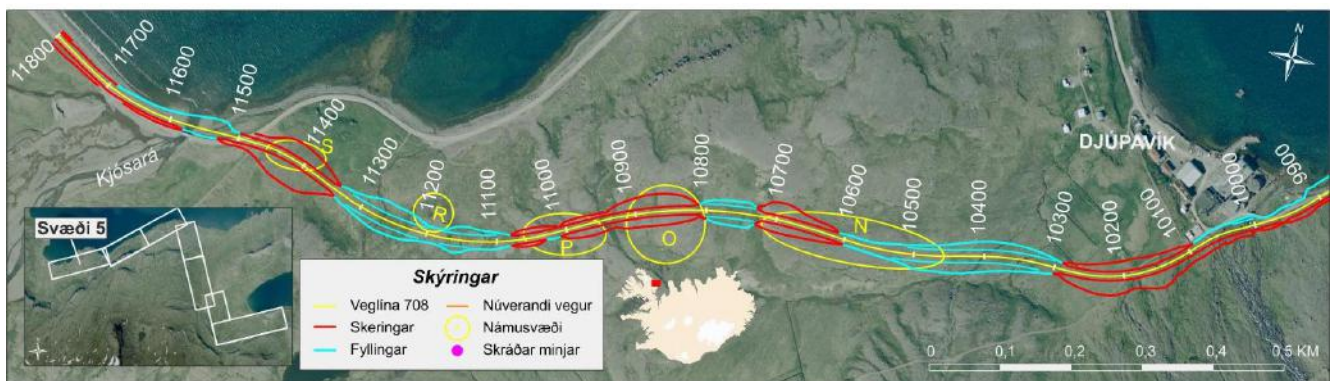 11800
11700
11600
11500
11400
11300
11200
11100
11000
10900
10800
10700
10600
10500
10400
10300
10200
10100
10000
9900
S
R
P
O
N
N
Kjósará
DJÚPAVÍK
Svæði 5
Skýringar
Veglína 708
Skeringar
Fyllingar
Núverandi vegur
Námusvæði
Skráðar minjar
0 0,1 0,2 0,3 0,4 0,5 KM